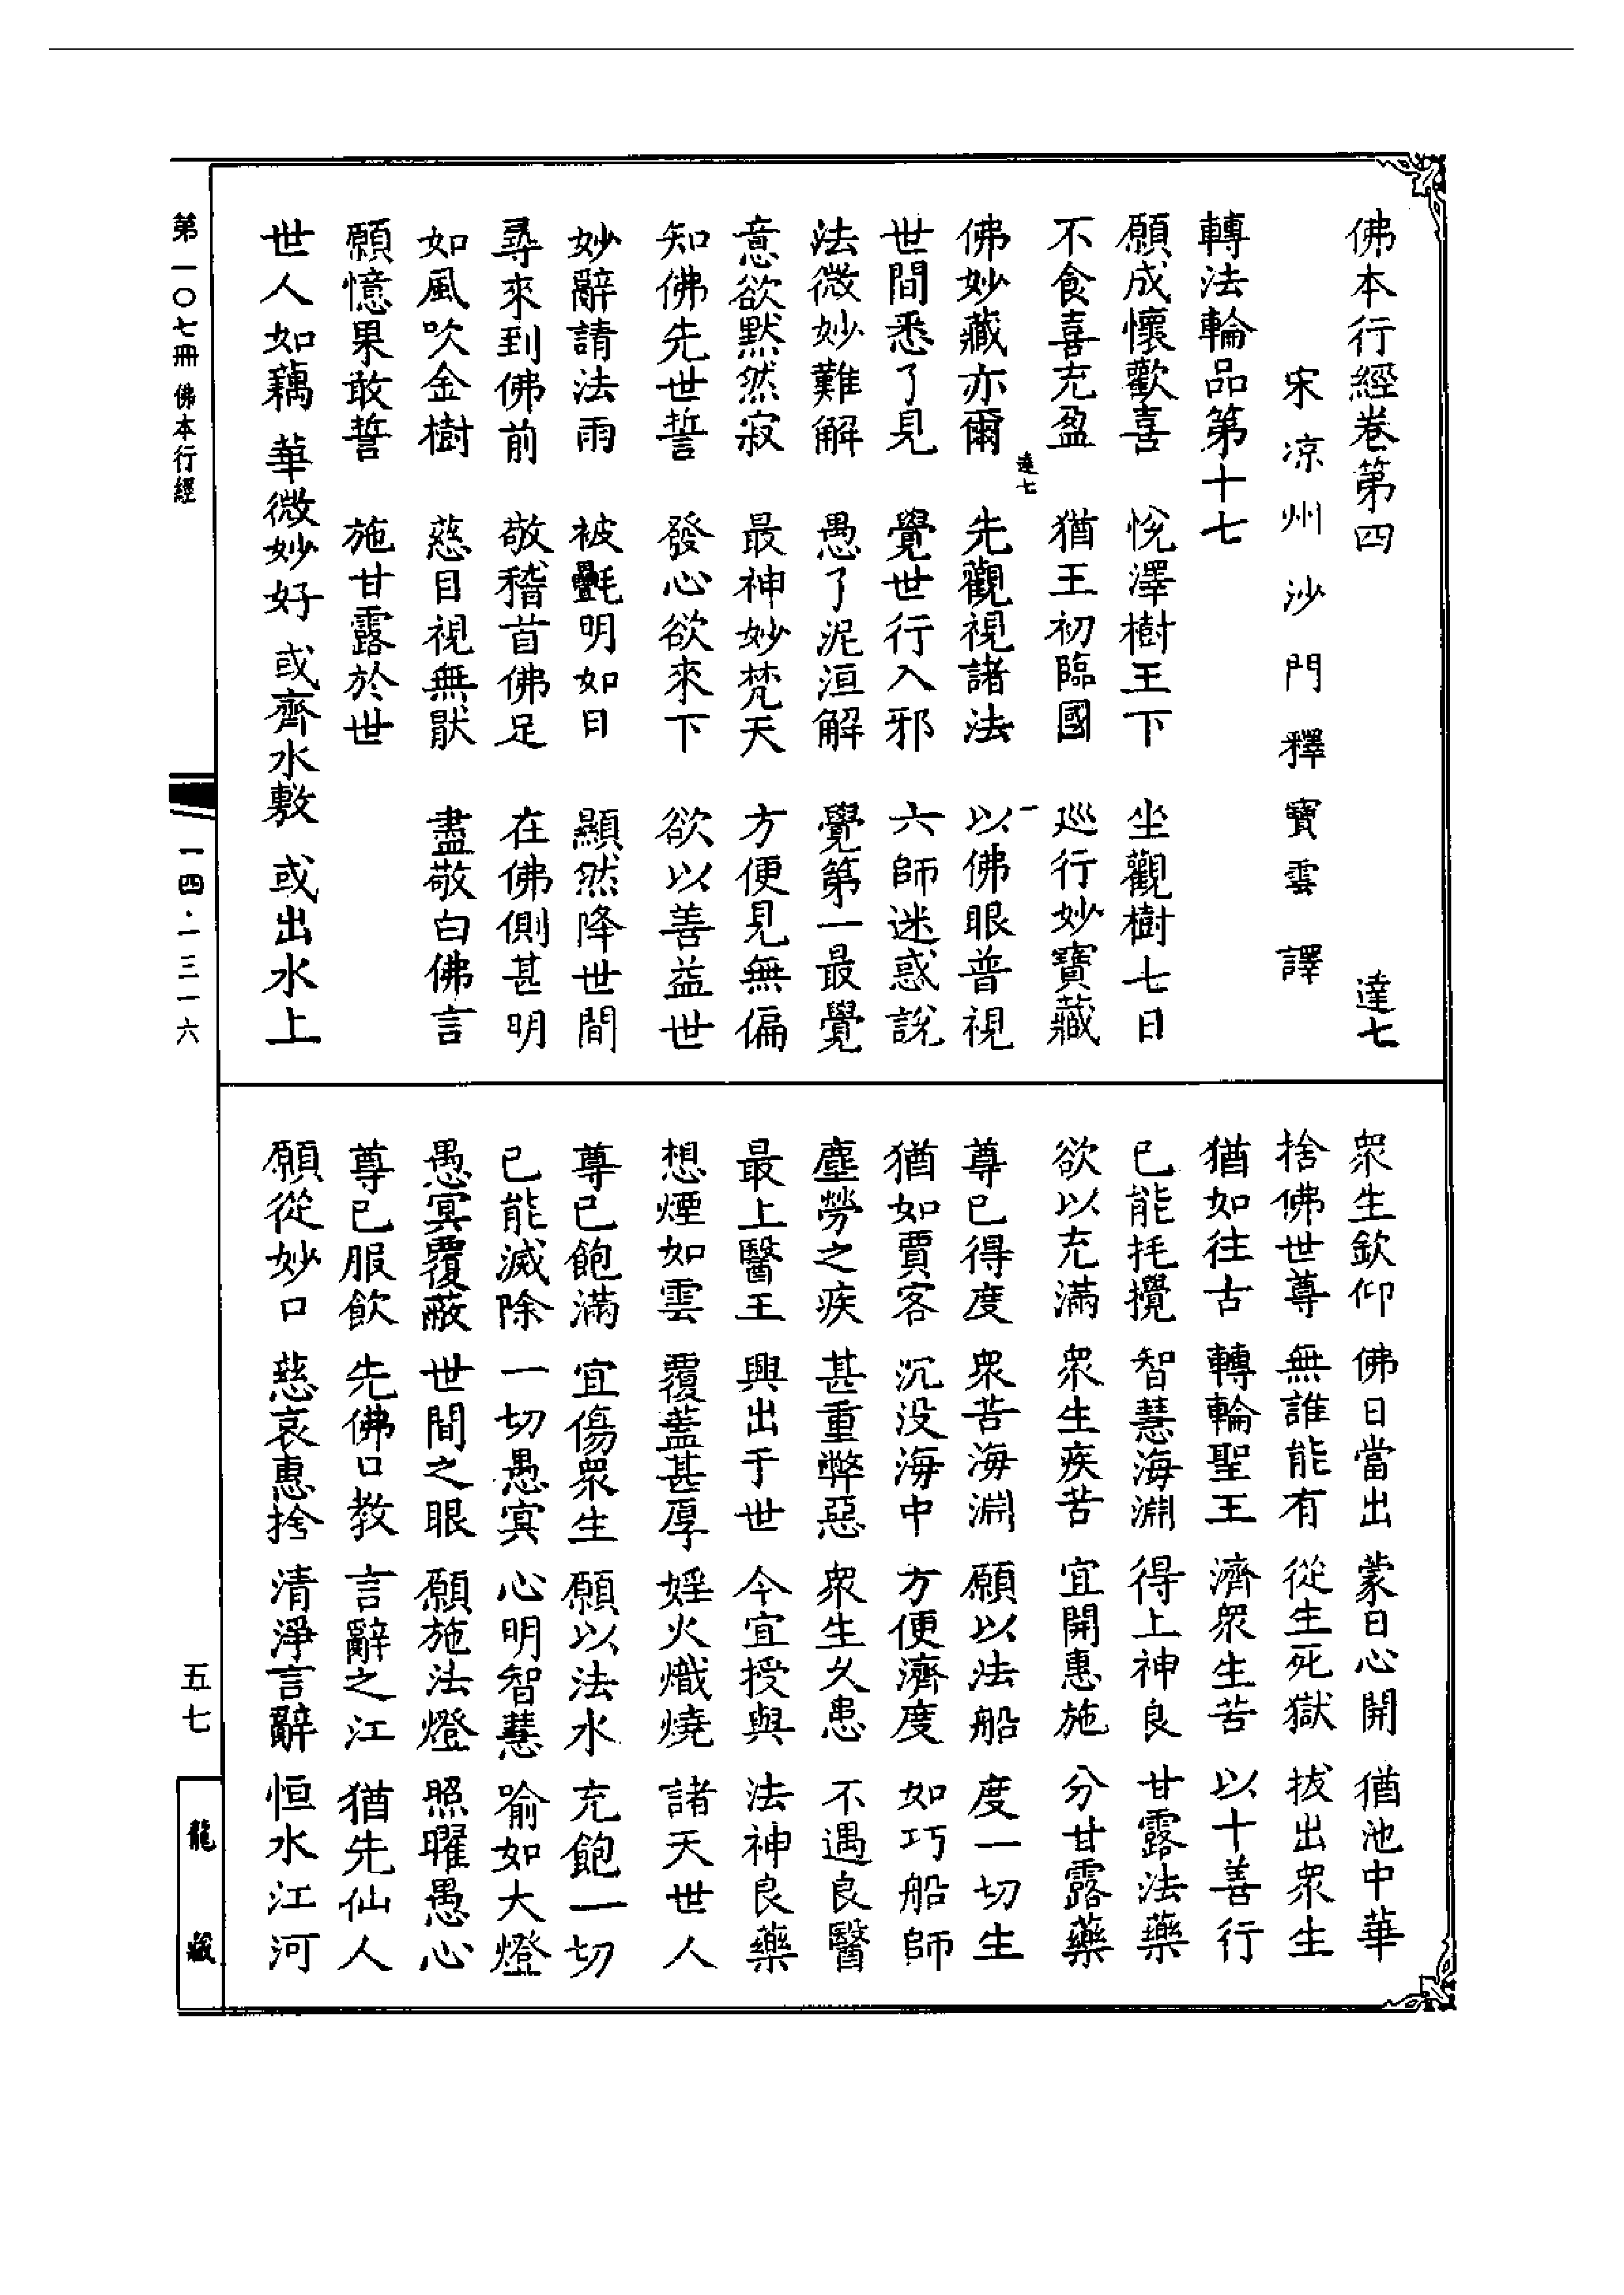 佛本行經卷第四 達七
宋凉州沙門釋寶雲譯
轉法輪品第十七
願成懷歡喜 悅澤樹王下 坐觀樹七日
不食喜充盈 猶王初臨國 巡行妙寶藏
達七 一
佛妙藏亦爾 先觀視諸法 以佛眼普視
世間悉了見 覺世行入邪 六師迷惑說
法微妙難解 愚了泥洹解 覺第一最覺
意欲默然寂 最神妙梵天 方便見無偏
知佛先世誓 發心欲來下 欲以善益世
妙辭請法雨 被㲲明如日 顯然降世間
尋來到佛前 敬稽首佛足 在佛側甚明
如風吹金樹 慈目視無猒 盡敬白佛言
願憶果敢誓 施甘露於世
世人如藕華微妙好 或齊水敷 或出水上
眾生欽仰 佛日當出 蒙日心開 猶池中華
捨佛世尊 無誰能有 從生死獄 拔出眾生
猶如往古 轉輪聖王 濟眾生苦 以十善行
已能抂攪 智慧海淵 得上神良 甘露法藥
欲以充滿 眾生疾苦 宜開惠施 分甘露藥
尊已得度 眾苦海淵 願以法船 度一切生
猶如賈客 沉没海中 方便濟度 如巧船師
塵勞之疾 甚重弊惡 眾生久患 不遇良醫
最上醫王 興出于世 今宜授與 法神良藥
想煙如雲 覆蓋甚厚 婬火熾燒 諸天世人
尊已飽滿 宜傷眾生 願以法水 充飽一切
已能滅除 一切愚冥 心明智慧 喻如大燈
愚冥覆蔽 世間之眼 願施法燈 照曜愚心
尊已服飲 先佛口教 言辭之江 猶先仙人
願從妙口 慈哀惠捨 清淨言辭 恒水江河
第一〇七冊 佛本行經
一四·一三一六
五七
龍藏